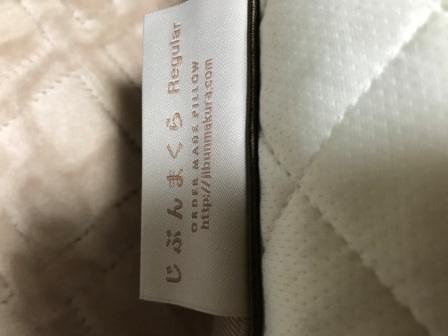 じぶんまくら Regular
ORDER MADE PILLOW
http://jibunmakura.com